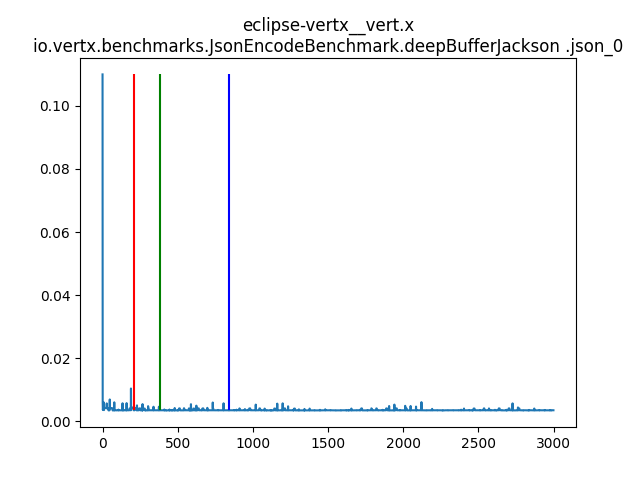 eclipse-vertx__vert.x
io.vertx.benchmarks.JsonEncodeBenchmark.deepBufferJackson .json_0
0.10
0.08
0.06
0.04
0.02
0.00
0 500 1000 1500 2000 2500 3000